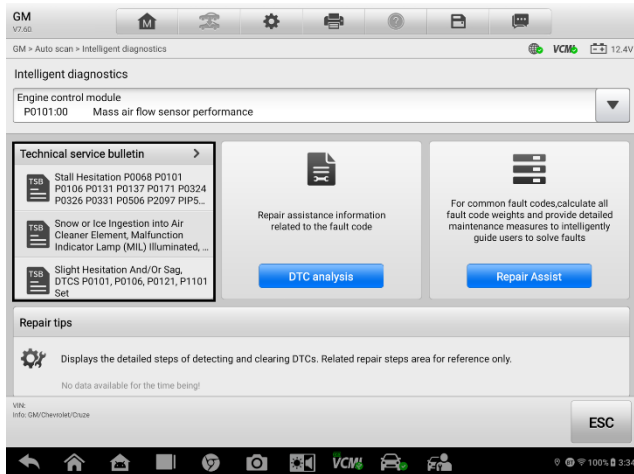 GM
V7.60
M
GM > Auto scan > Intelligent diagnostics
VCMI
12.4V
Intelligent diagnostics
Engine control module
P0101:00 Mass air flow sensor performance
Technical service bulletin >
TSB
Stall Hesitation P0068 P0101
P0106 P0131 P0137 P0171 P0324
P0326 P0331 P0506 P2097 PIP5...
TSB
Snow or Ice Ingestion into Air
Cleaner Element, Malfunction
Indicator Lamp (MIL) Illuminated, ...
TSB
Slight Hesitation And/Or Sag,
DTCS P0101, P0106, P0121, P1101
Set
Repair assistance information
related to the fault code
DTC analysis
For common fault codes,calculate all
fault code weights and provide detailed
maintenance measures to intelligently
guide users to solve faults
Repair Assist
Repair tips
Displays the detailed steps of detecting and clearing DTCs. Related repair steps area for reference only.
No data available for the time being!
VIN:
Info: GM/Chevrolet/Cruze
ESC
VCMI
100% 3:34